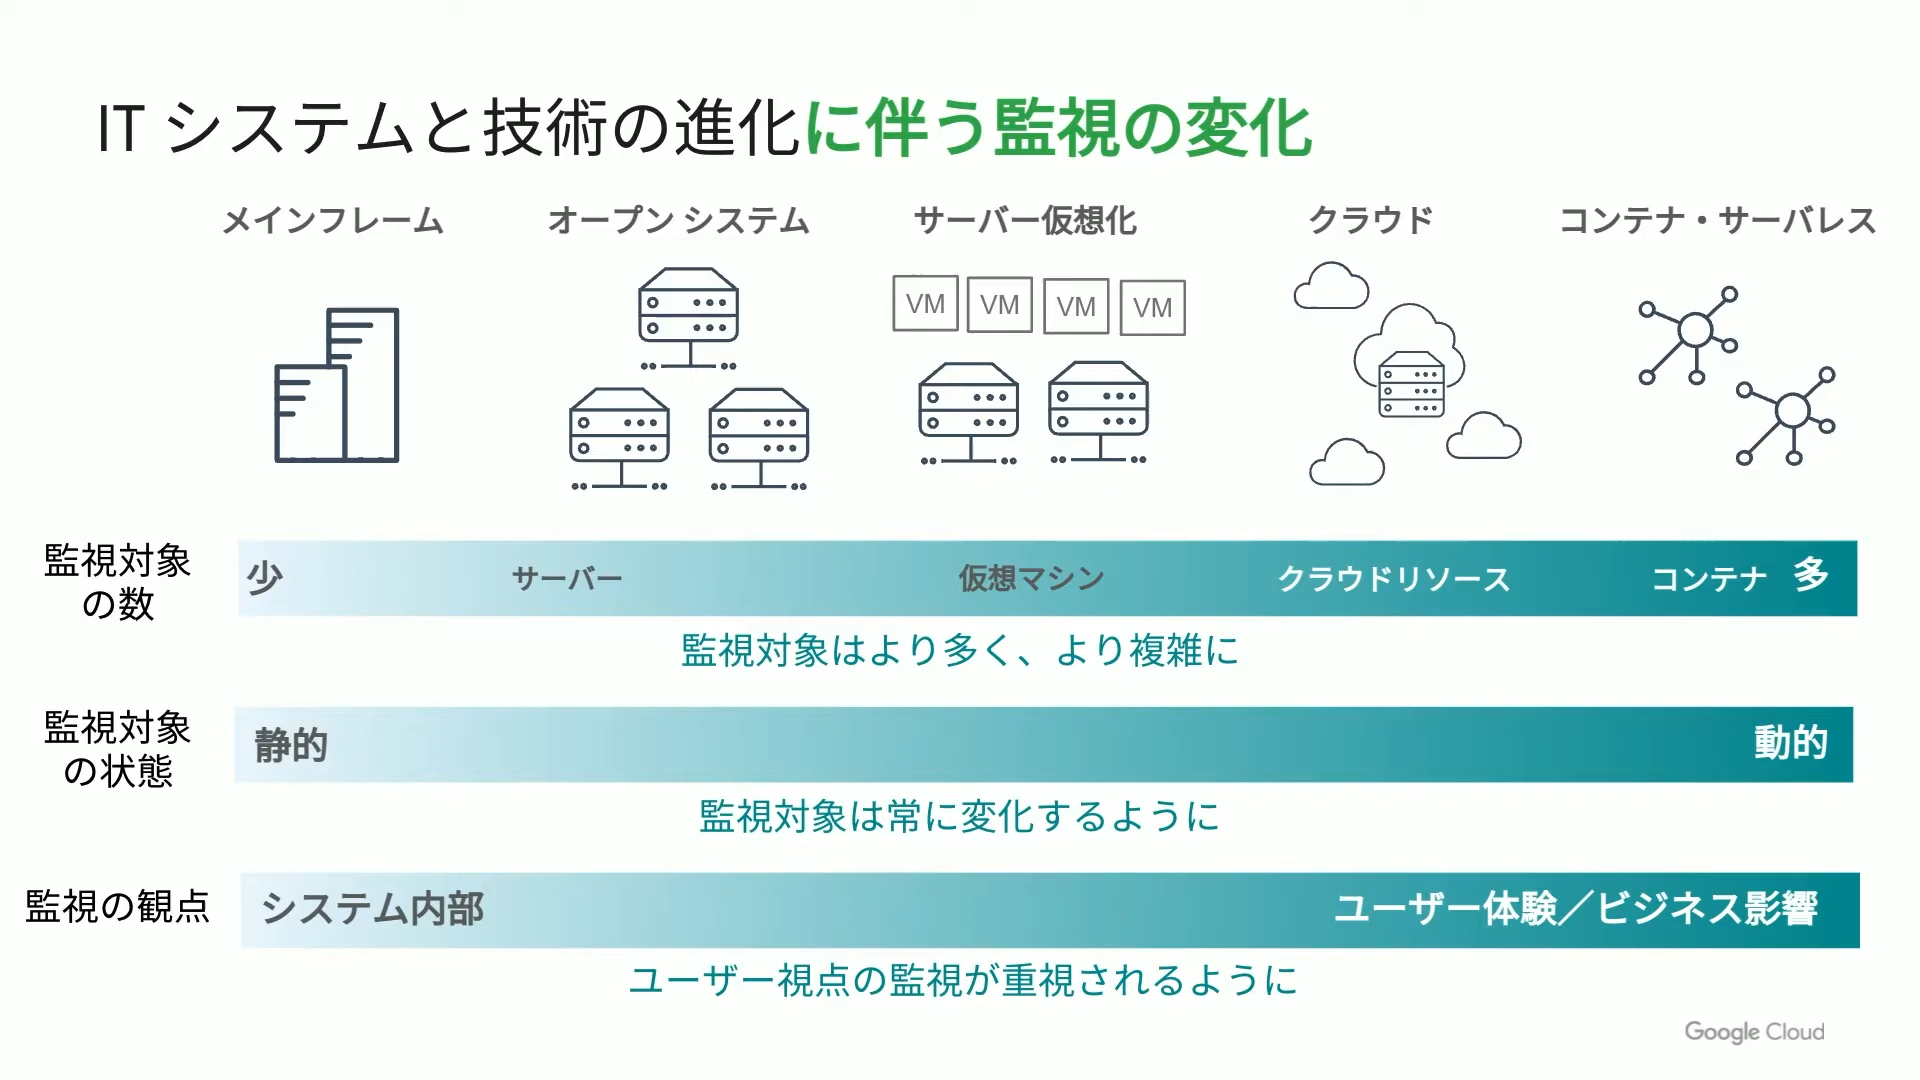 IT システムと技術の進化に伴う監視の変化
メインフレーム
オープン システム
サーバー仮想化
クラウド
コンテナ・サーバレス
VM
VM
VM
VM
監視対象
の数
少
サーバー
仮想マシン
クラウドリソース
コンテナ
多
監視対象はより多く、より複雑に
監視対象
の状態
静的
動的
監視対象は常に変化するように
監視の観点
システム内部
ユーザー体験／ビジネス影響
ユーザー視点の監視が重視されるように
Google Cloud